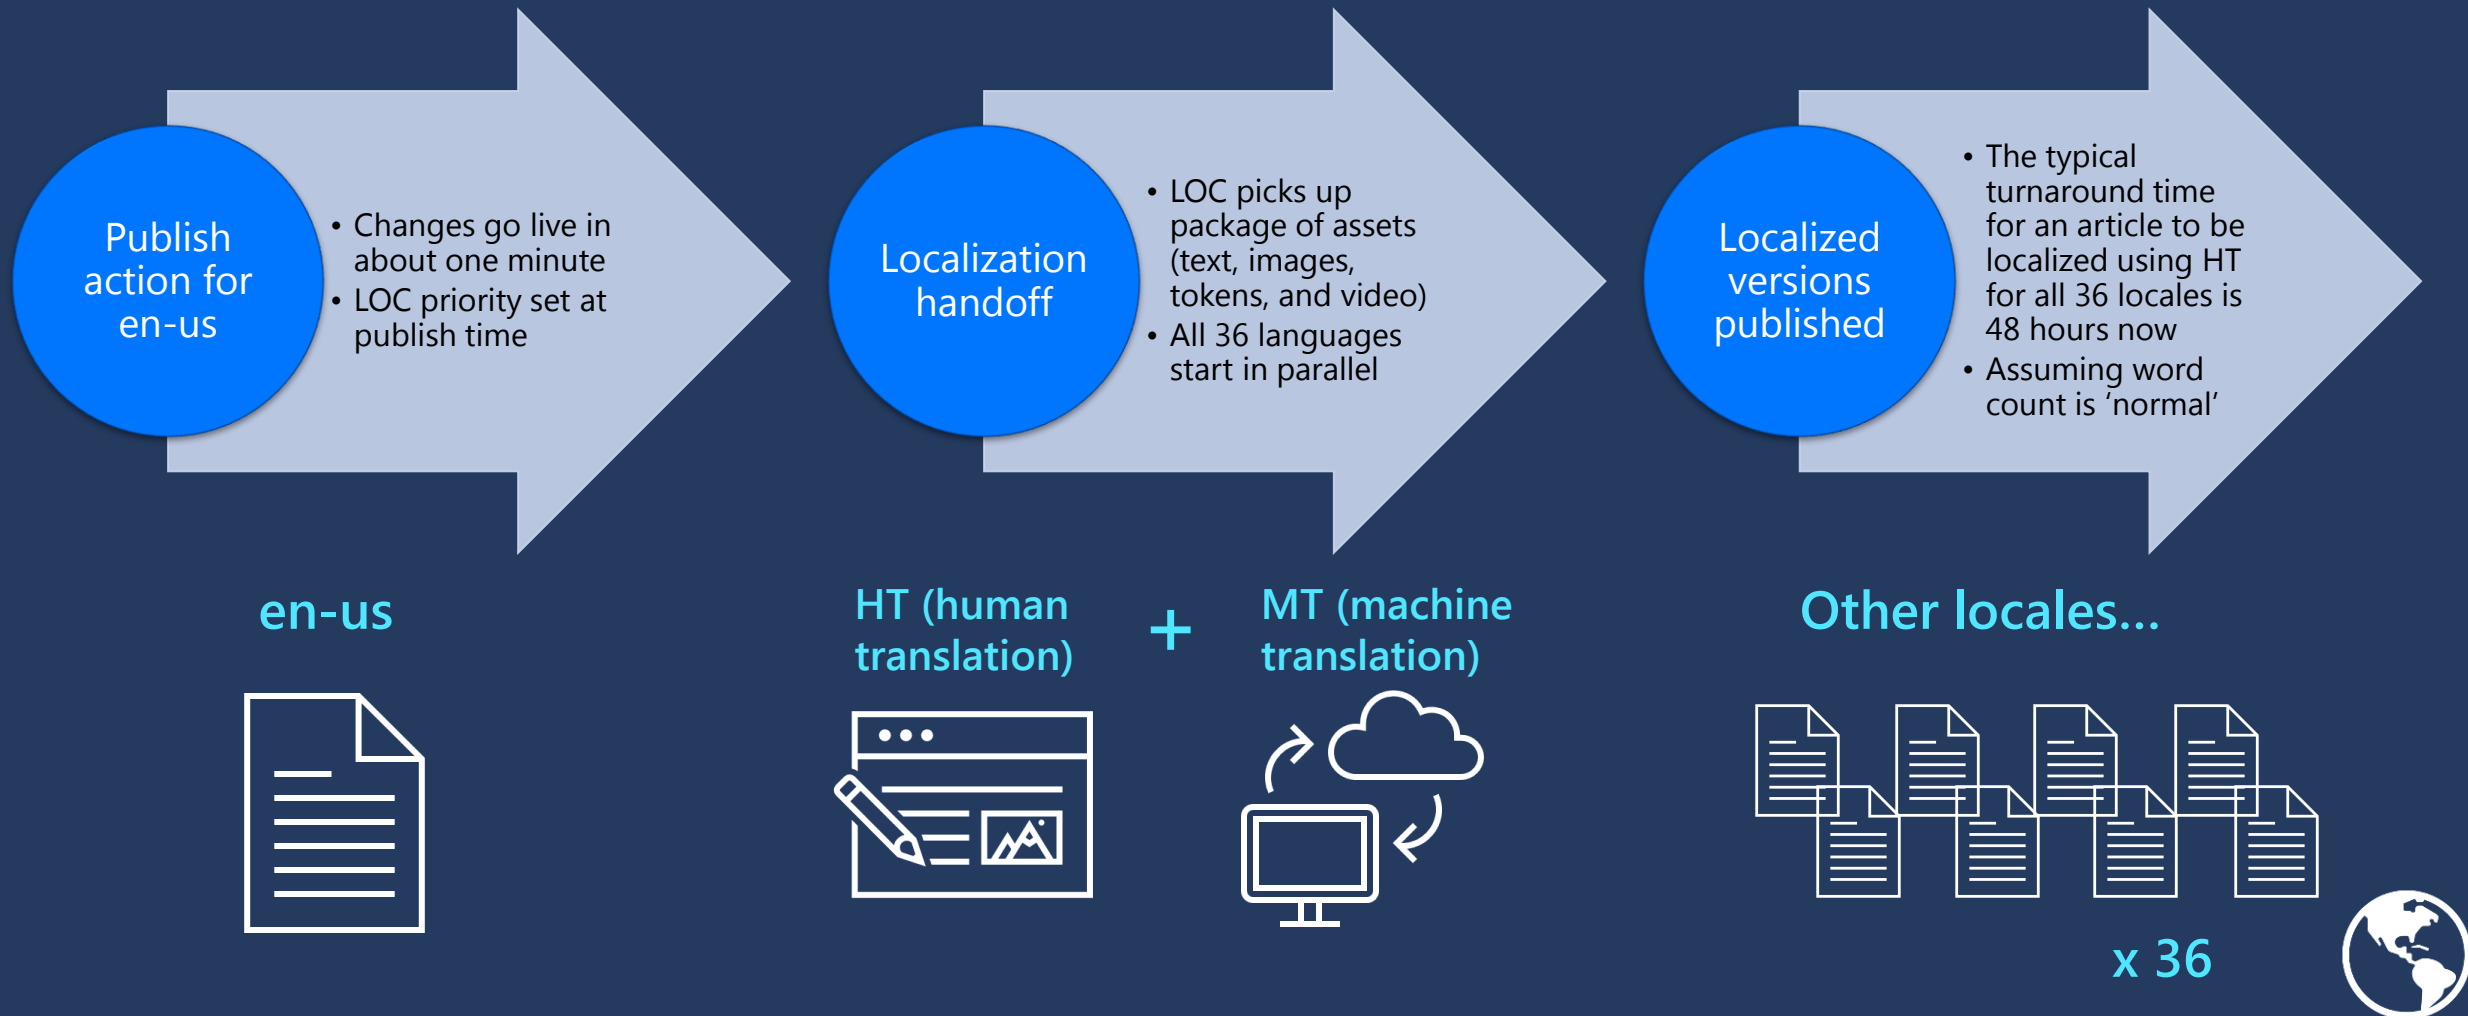 Publish
action for
en-us
• Changes go live in
about one minute
• LOC priority set at
publish time
Localization
handoff
• LOC picks up
package of assets
(text, images,
tokens, and video)
• All 36 languages
start in parallel
Localized
versions
published
• The typical
turnaround time
for an article to be
localized using HT
for all 36 locales is
48 hours now
• Assuming word
count is ‘normal’
en-us
HT (human
translation)
+
MT (machine
translation)
Other locales...
x 36